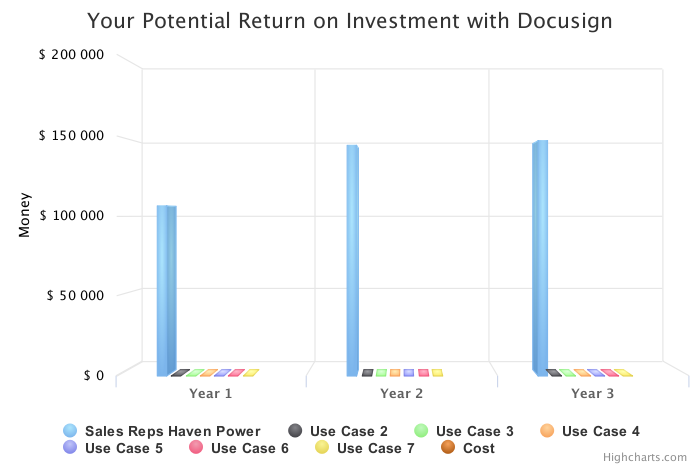 Your Potential Return on Investment with Docusign
$ 200 000
$ 150 000
$ 100 000
$ 50 000
$ 0
Money
Year 1
Year 2
Year 3
Sales Reps Haven Power
Use Case 2
Use Case 3
Use Case 4
Use Case 5
Use Case 6
Use Case 7
Cost
Highcharts.com